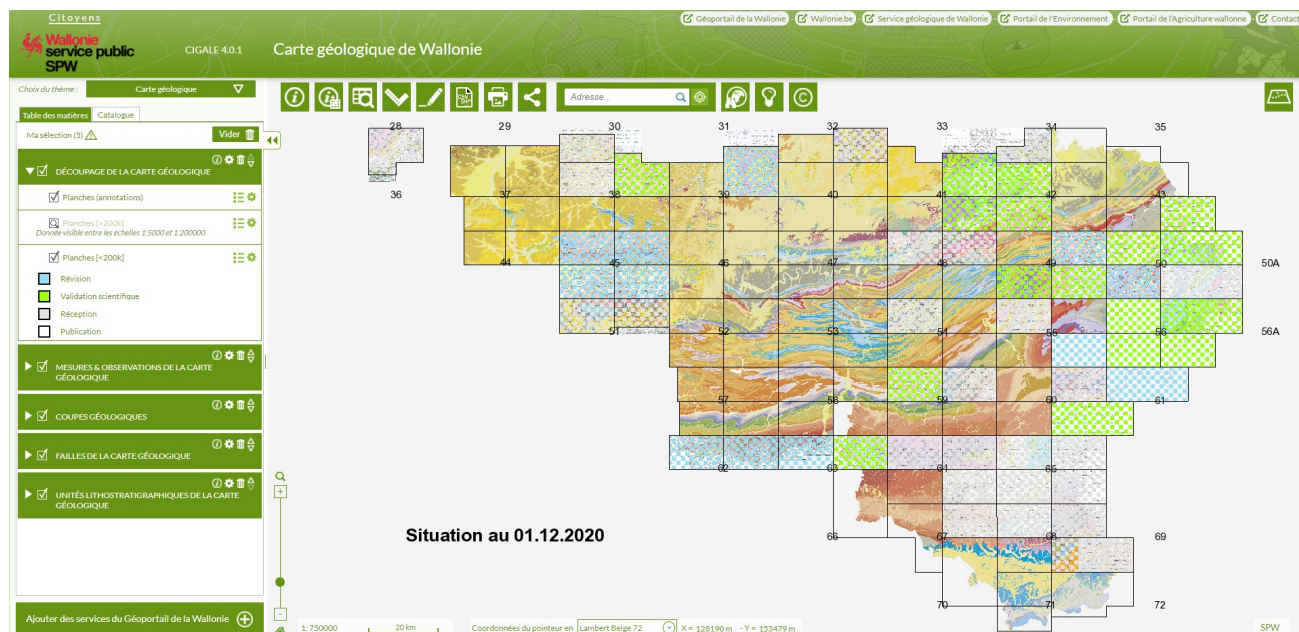 Citoyens
Géoportail de la Wallonie - Wallonie.be - Service géologique de Wallonie - Portail de l'Environnement - Portail de l'Agriculture wallonne - Contact
Wallonie
service public
SPW
CIGALE 4.0.1
Carte géologique de Wallonie
Choix du thème :
Carte géologique
Table des matières
Catalogue
Adresse...
Ma sélection (5)
Vider
DÉCOUPAGE DE LA CARTE GÉOLOGIQUE
Planches (annotations)
Planches [>200k]
Donnée visible entre les échelles 1:5000 et 1:200000.
Planches [<200k]
Révision
Validation scientifique
Réception
Publication
MESURES & OBSERVATIONS DE LA CARTE
GÉOLOGIQUE
COUPES GÉOLOGIQUES
FAILLES DE LA CARTE GÉOLOGIQUE
UNITÉS LITHOSTRATIGRAPHIQUES DE LA CARTE
GÉOLOGIQUE
28 29 30 31 32 33 34 35
36 37 38 39 40 41 42 43
44 45 46 47 48 49 50 50A
51 52 53 54 55 56 56A
57 58 59 60 61
62 63 64 65
66 67 68 69
70 71 72
Situation au 01.12.2020
Ajouter des services du Géoportail de la Wallonie
1:750000
20 km
Coordonnées du pointeur en
Lambert Belge 72
X = 128190 m - Y = 153479 m
SPW